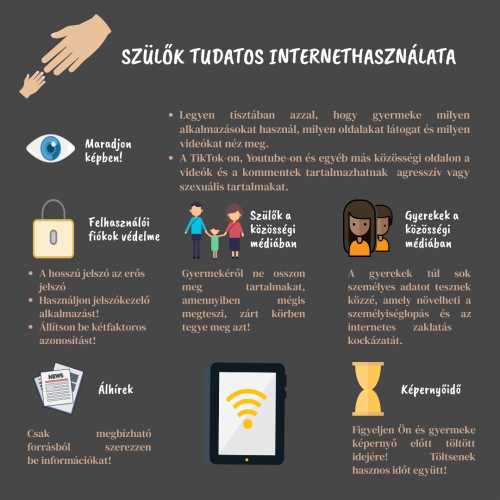 SZÜLŐK TUDATOS INTERNETHASZNÁLATA
Maradjon
képben!
• Legyen tisztában azzal, hogy gyermeke milyen
alkalmazásokat használ, milyen oldalakat látogat és milyen
videókat néz meg.
• A TikTok-on, Youtube-on és egyéb más közösségi oldalon a
videók és a kommentek tartalmazhatnak agresszív vagy
szexuális tartalmakat.
Felhasználói
fiókok védelme
• A hosszú jelszó az erős
jelszó
• Használjon jelszókezelő
alkalmazást!
• Állítson be kétfaktoros
azonosítást!
Szülők a
közösségi
médiában
Gyermekéről ne osszon
meg tartalmakat,
amennyiben mégis
megteszi, zárt körben
tegye meg azt!
Gyerekek a
közösségi
médiában
A gyerekek túl sok
személyes adatot tesznek
közzé, amely növelheti a
személyiséglopás és az
internetes zaklatás
kockázatát.
NEWS
Álhírek
Csak megbízható
forrásból szerezzen
be információkat!
Képernyőidő
Figyeljen Ön és gyermeke
képernyő előtt töltött
idejére! Töltsenek
hasznos időt együtt!